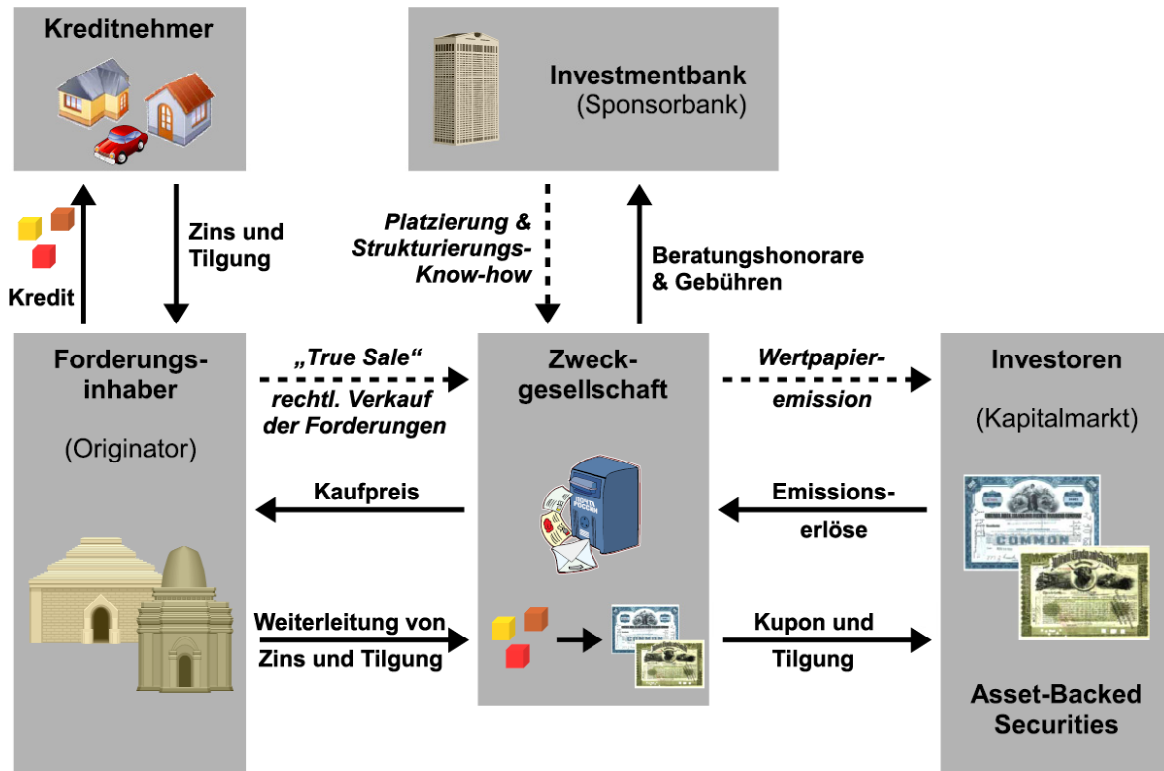 Kreditnehmer
Investmentbank
(Sponsorbank)
Kredit
Zins und
Tilgung
Platzierung &
Strukturierungs-
Know-how
Beratungshonorare
& Gebühren
Forderungs-
inhaber
(Originator)
„True Sale“
rechtl. Verkauf
der Forderungen
Kaufpreis
Weiterleitung von
Zins und Tilgung
Zweck-
gesellschaft
ПОЧТА
РОССИИ
Wertpapier-
emission
Emissions-
erlöse
Kupon und
Tilgung
Investoren
(Kapitalmarkt)
COMMON
Asset-Backed
Securities